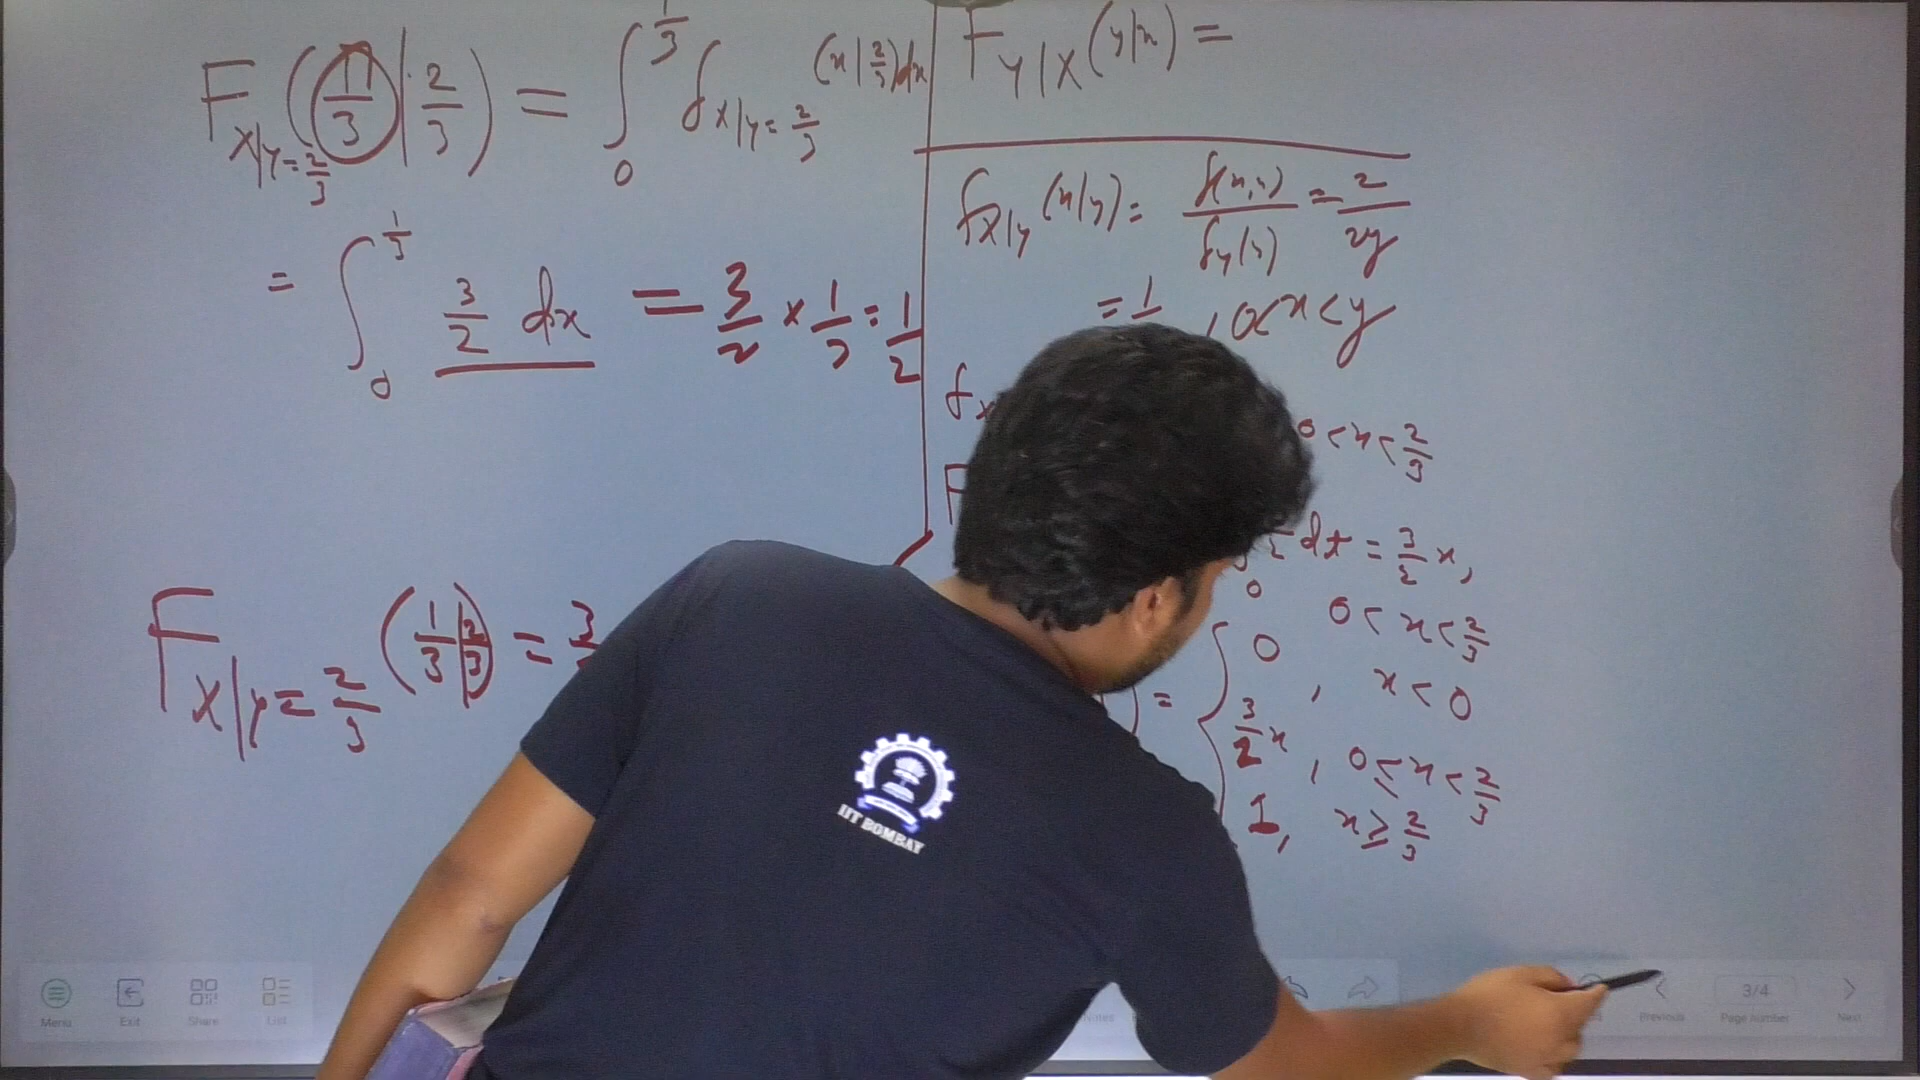 F_{X|Y=2/3}(1/3 | 2/3) = ∫_0^{1/3} f_{X|Y=2/3}(x | 2/3) dx
= ∫_0^{1/3} 3/2 dx = 3/2 × 1/3 = 1/2
F_{X|Y=2/3}(1/3 | 2/3) = 3
F_{Y|X}(y|x) =
f_{X|Y}(x|y) = f(x,y)/f_Y(y) = 2/2y
= 1 , 0<x<y
f_X 0<x<2/3
F
0 dt = 3/2 x,
0<x<2/3
= { 0 , x<0
3/2 x , 0≤x<2/3
1, x≥2/3
IIT BOMBAY
Menu Exit Share List Notes Previous Page Number Next
3/4